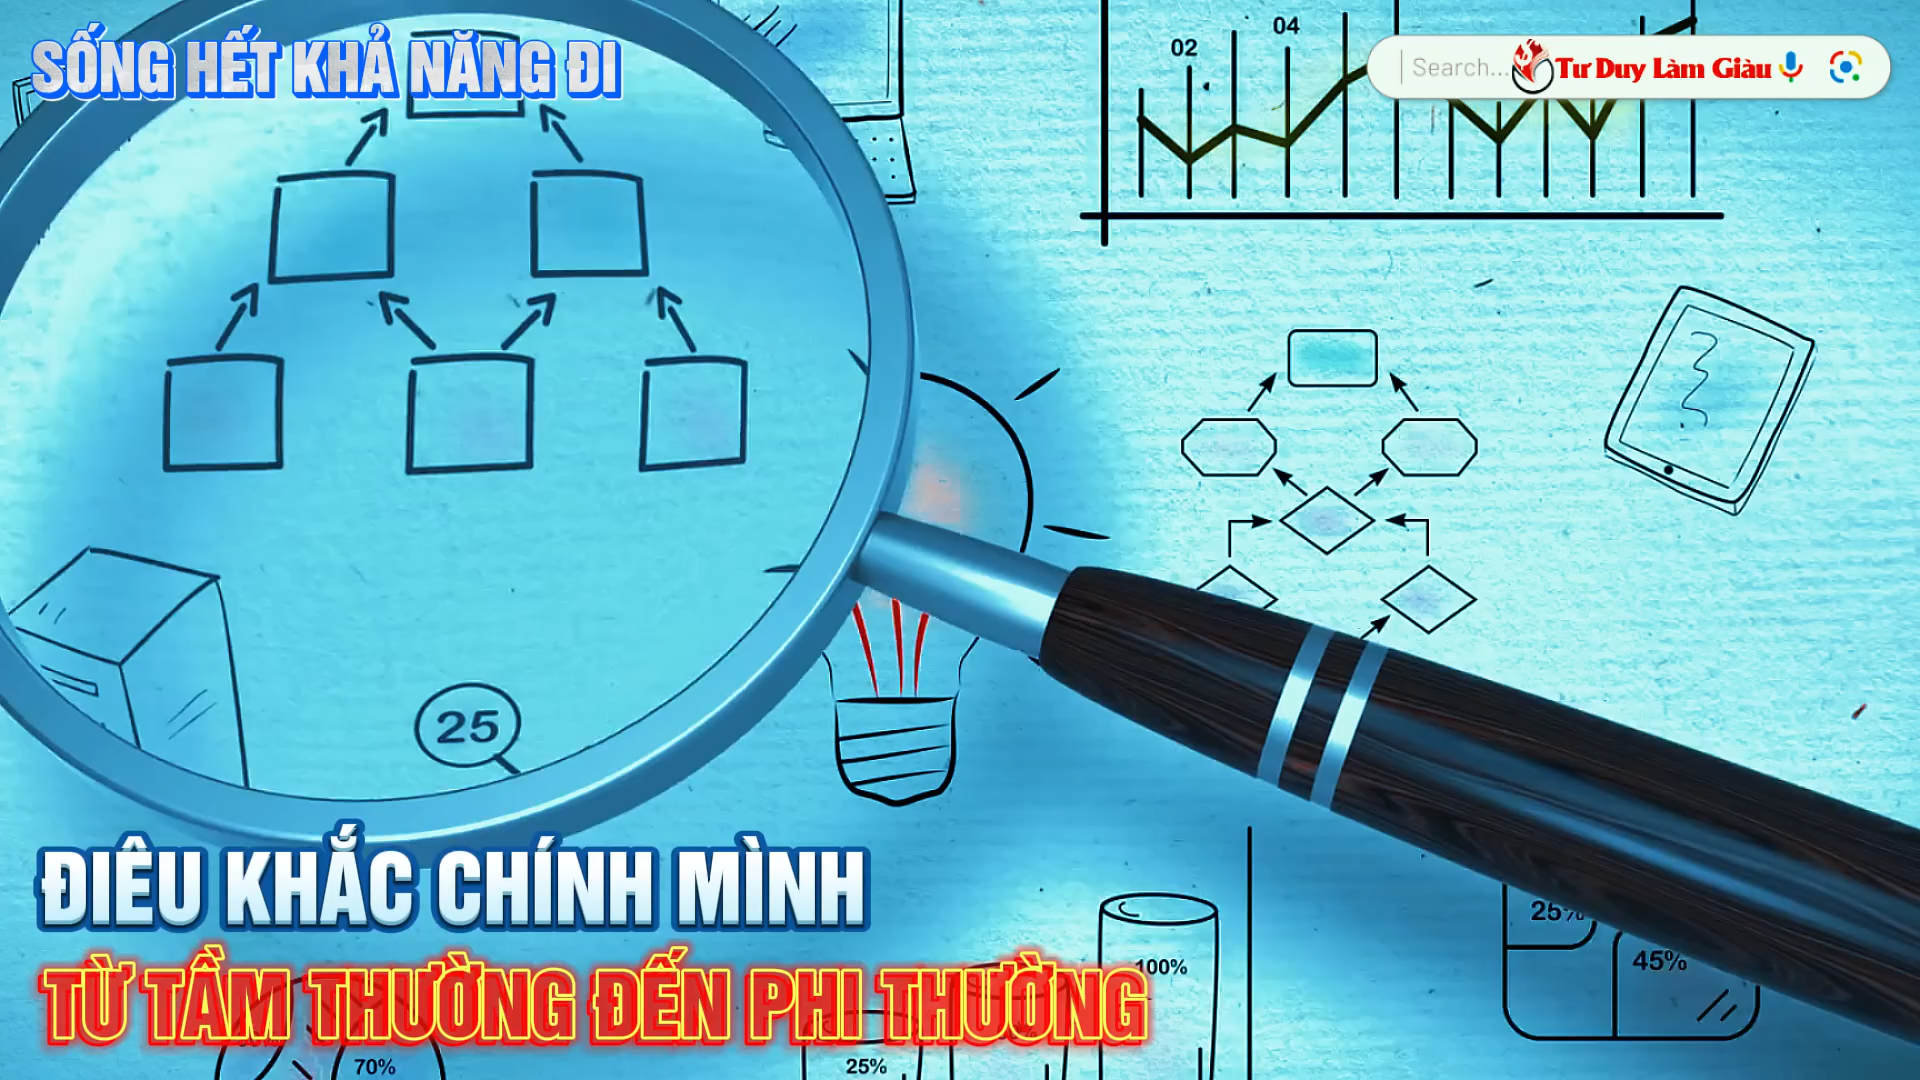 SỐNG HẾT KHẢ NĂNG ĐI
02
04
Search... Tư Duy Làm Giàu
25
ĐIÊU KHẮC CHÍNH MÌNH
TỪ TẦM THƯỜNG ĐẾN PHI THƯỜNG
100%
25%
45%
70%
25%